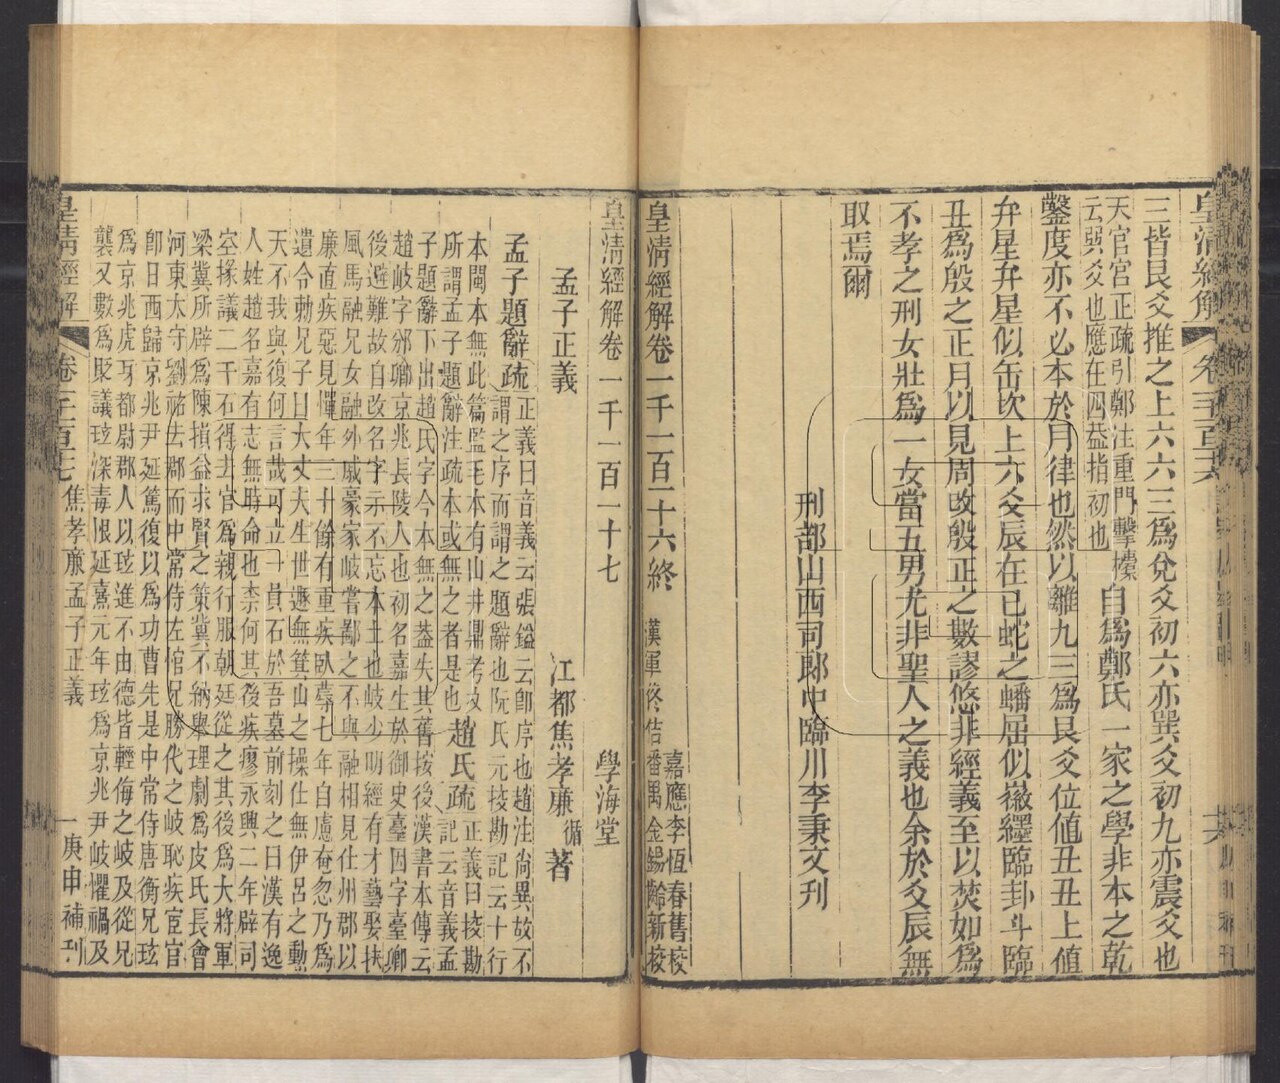 皇清經解 卷一千一百十六 十六
三皆艮爻推之上六六三爲兌爻初六亦巽爻初九亦震爻也
天官宮正疏引鄭注重門擊㯓
云艮爻也應在四益指初也
自爲鄭氏一家之學非本之乾
鑿度亦不必本於月律也然以離九三爲艮爻位値丑丑上値
弁星弁星似缶坎上六爻辰在巳蛇之蟠屈似徽纆臨卦斗臨
丑爲殷之正月以見周改殷正之數謬悠非經義至以焚如爲
不孝之刑女壯爲一女當五男尤非聖人之義也余於爻辰無
取焉爾
刑部山西司郎中臨川李秉文刊
皇淸經解卷一千一百一十六終
漢軍佟佶
番禺金錫齡新校
嘉應李恆春舊校
皇淸經解卷一千一百一十七
學海堂
孟子正義
江都焦孝廉循著
孟子題辭疏
正義曰音義云張鎰云卽序也趙注尙異故不
謂之序而謂之題辭也阮氏元挍勘記云十行
本閩本無此篇監毛本有山井鼎考文
所謂孟子題辭注疏本或無之者是也
趙氏疏
正義曰挍勘
記云音義孟
子題辭下出趙氏字今本無之葢失其舊按後漢書本傳云
趙岐字邠卿京兆長陵人也初名嘉生於御史臺因字臺卿
後避難故自改名字示不忘本土也岐少明經有才藝娶扶
風馬融兄女融外戚豪家岐嘗鄙之不與融相見仕州郡以
廉直疾惡見憚年三十餘有重疾臥蓐七年自慮奄忽乃爲
遺令勅兄子曰大丈夫生世遯無箕山之操仕無伊呂之勳
天不我與復何言哉可立一員石於吾墓前刻之曰漢有逸
人姓趙名嘉有志無時命也柰何其後疾瘳永興二年辟司
空掾議二千石得去官爲親行服朝廷從之其後爲大將軍
梁冀所辟爲陳損益求賢之策冀不納舉理劇爲皮氏長會
河東太守劉祐去郡而中常侍左悺兄勝代之岐恥疾宦官
卽日西歸京兆尹延篤復以爲功曹先是中常侍唐衡兄玹
爲京兆虎牙都尉郡人以玹進不由德皆輕侮之岐及從兄
襲又數爲貶議玹深毒恨延熹元年玹爲京兆尹岐懼禍及
皇淸經解 卷一千一百十七 焦孝廉孟子正義 一 庚申補刊